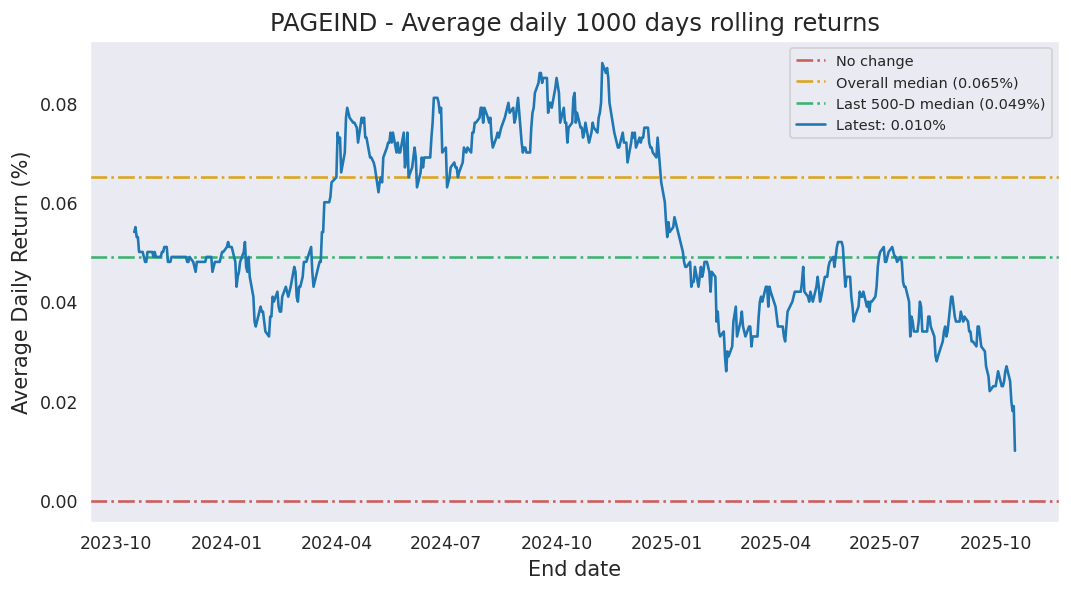 PAGEIND - Average daily 1000 days rolling returns
No change
Overall median (0.065%)
Last 500-D median (0.049%)
Latest: 0.010%
Average Daily Return (%)
0.08
0.06
0.04
0.02
0.00
2023-10 2024-01 2024-04 2024-07 2024-10 2025-01 2025-04 2025-07 2025-10
End date